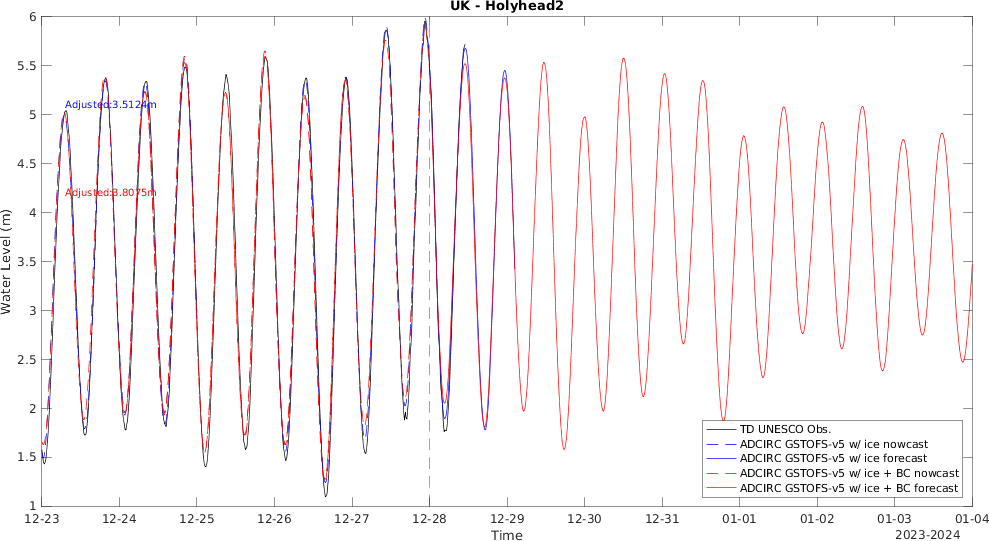 UK - Holyhead2
Water Level (m)
6
5.5
5
4.5
4
3.5
3
2.5
2
1.5
1
Adjusted:3.5124m
Adjusted:3.8075m
TD UNESCO Obs.
ADCIRC GSTOFS-v5 w/ ice nowcast
ADCIRC GSTOFS-v5 w/ ice forecast
ADCIRC GSTOFS-v5 w/ ice + BC nowcast
ADCIRC GSTOFS-v5 w/ ice + BC forecast
12-23 12-24 12-25 12-26 12-27 12-28 12-29 12-30 12-31 01-01 01-02 01-03 01-04
Time
2023-2024